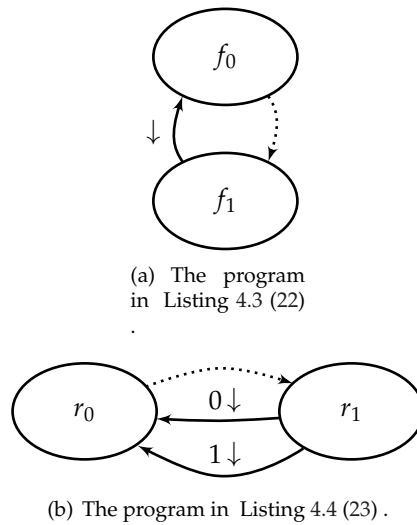 f₀
↓
f₁
(a) The program
in Listing 4.3 (22)
.
r₀
0 ↓
r₁
1 ↓
(b) The program in Listing 4.4 (23) .